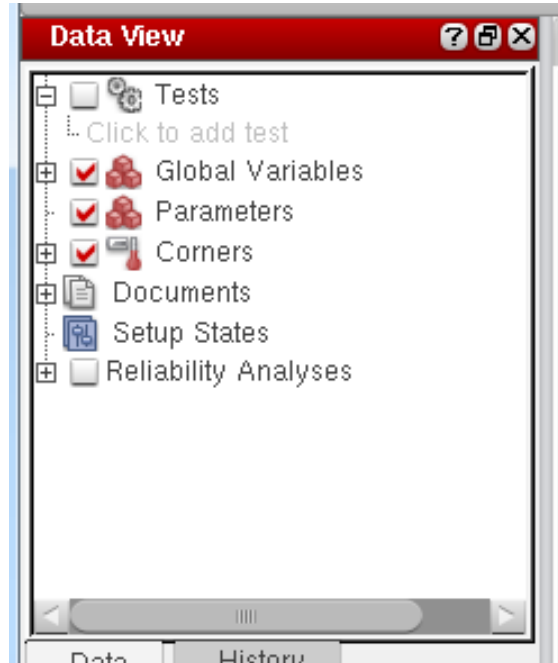 Data View
Tests
Click to add test
Global Variables
Parameters
Corners
Documents
Setup States
Reliability Analyses
Data History